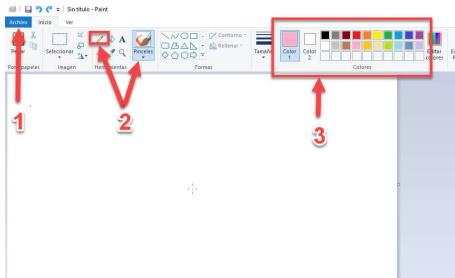 Sin título - Paint
Archivo Inicio Ver
Pegar
Seleccionar
A
Pinceles
Contorno
Rellenar
Tamaño
Color 1
Color 2
Editar colores
Portapapeles Imagen Herramientas Formas Colores
1
2
3